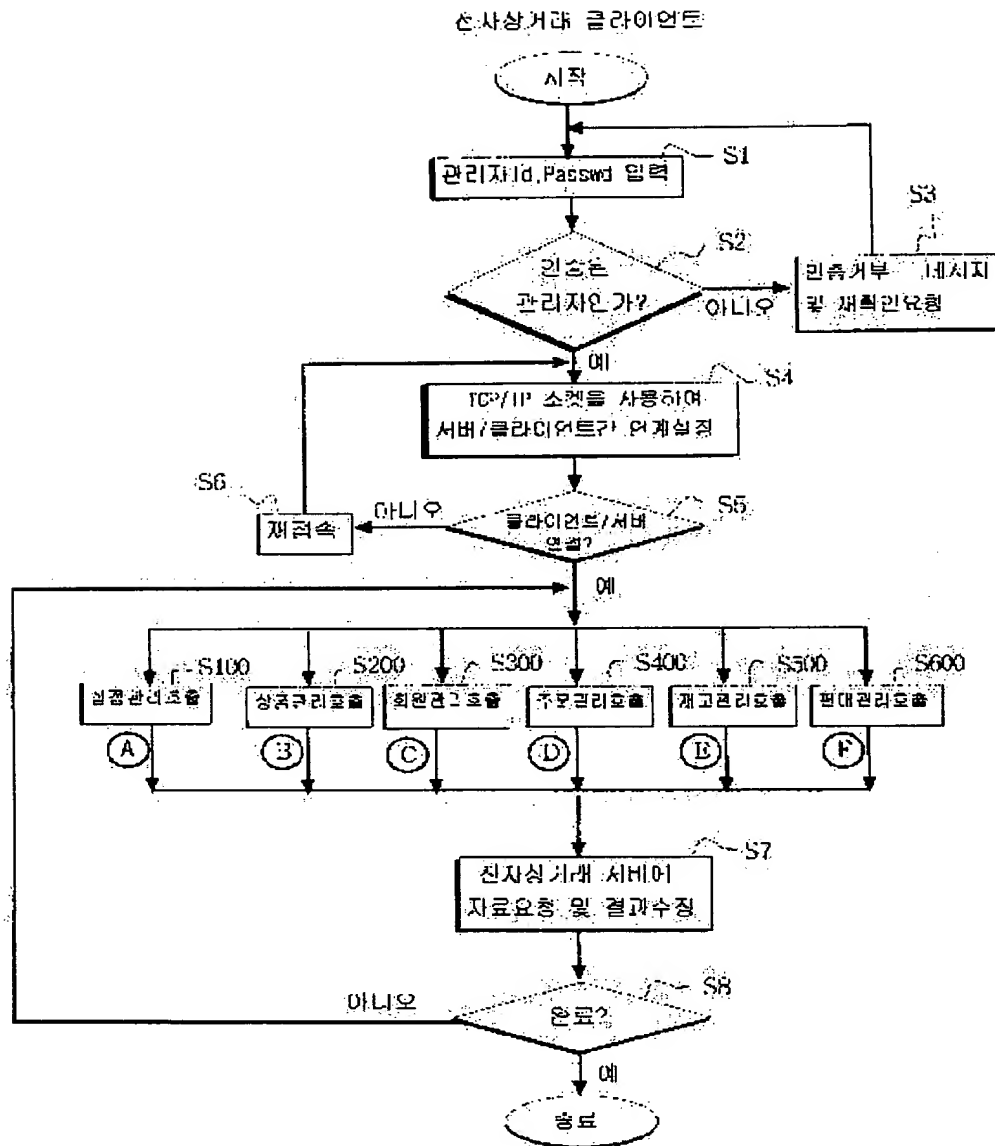 전자상거래 클라이언트
시작
S1
관리자Id,Passwd 입력
S3
S2
인증된
관리자인가?
아니오
인증거부 메시지
및 재확인요청
예
S4
TCP/IP 소켓을 사용하여
서버/클라이언트간 연계설정
S6
아니오
S5
재접속
클라이언트/서버
연결?
예
S100
S200
S300
S400
S500
S600
상품관리호출
회원관리호출
주문관리호출
재고관리호출
판매관리호출
A
B
C
D
E
F
S7
전자상거래 서버에
자료요청 및 결과수집
아니오
S8
완료?
예
종료